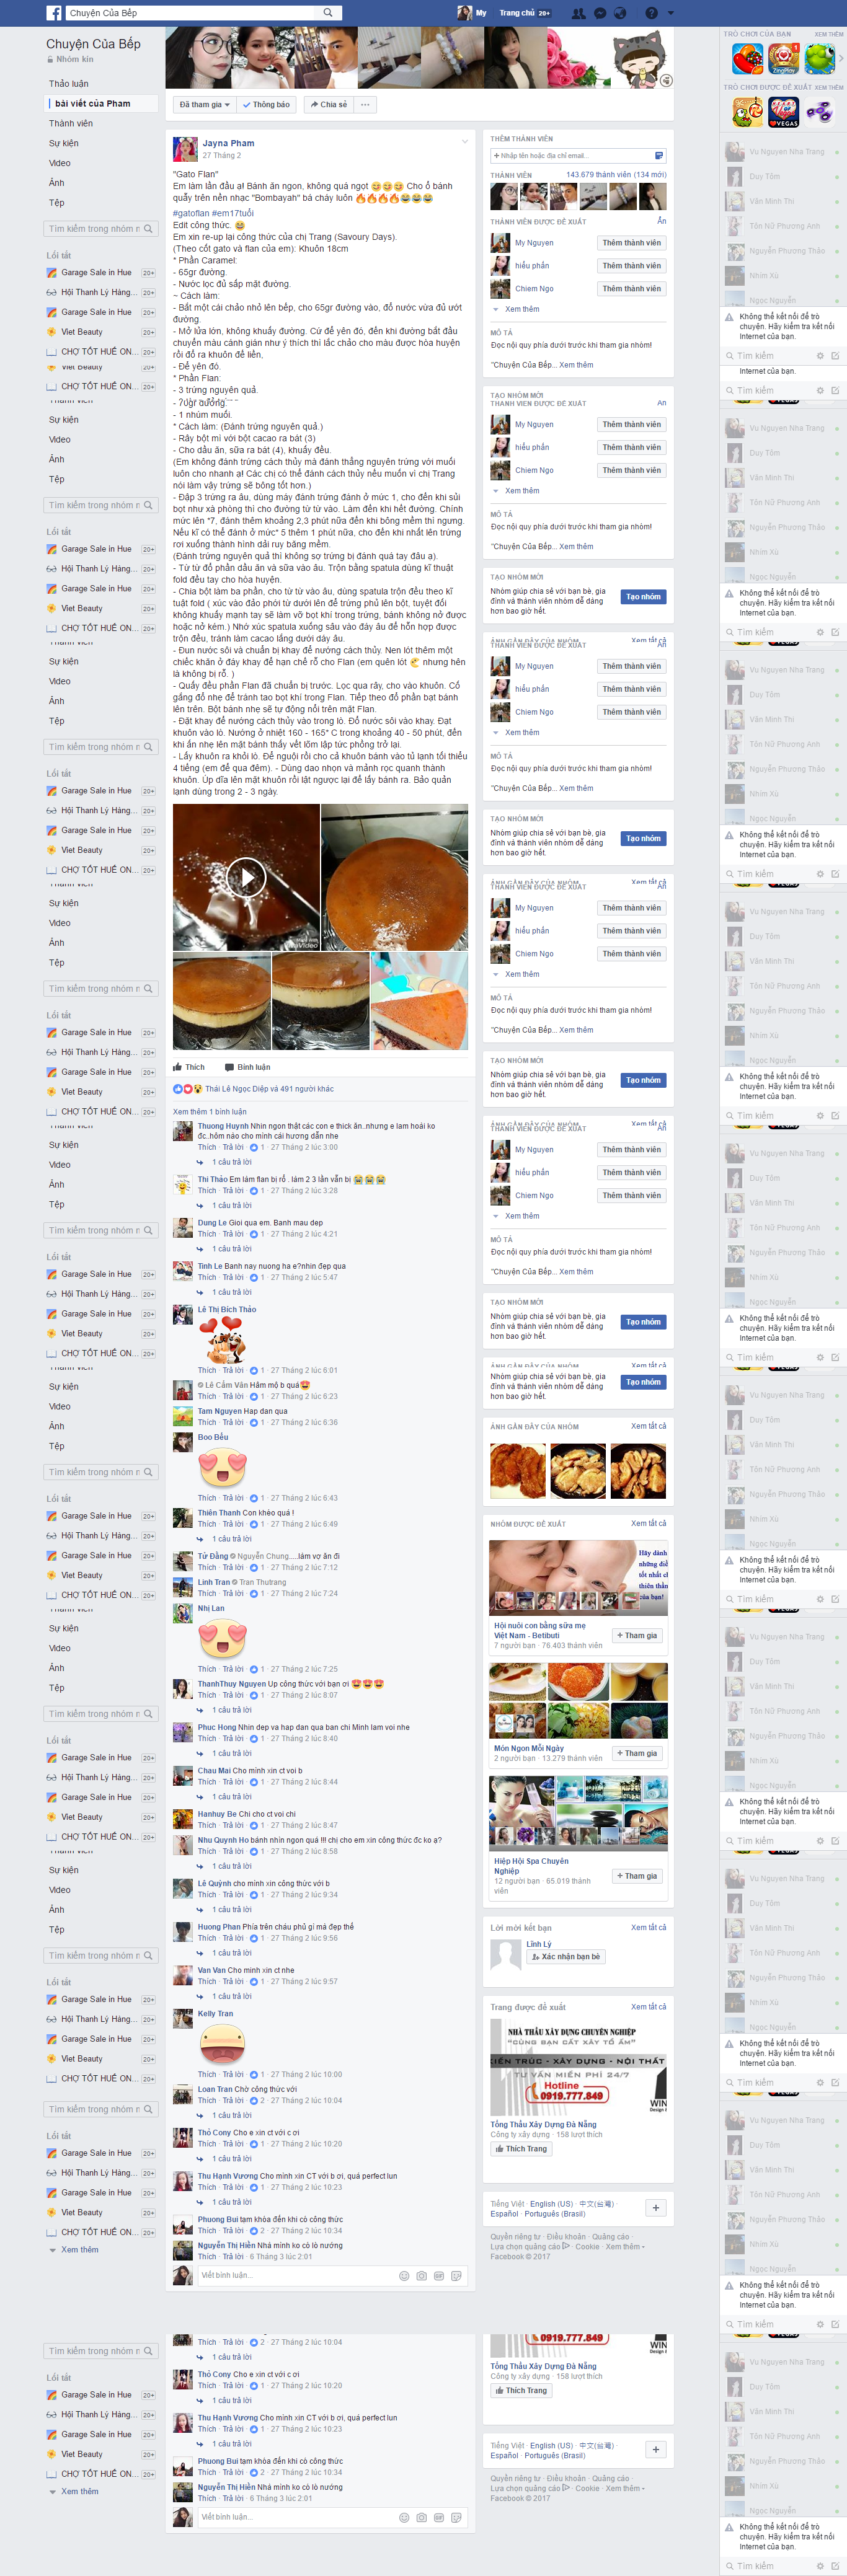 Chuyện Của Bếp
My
Trang chủ 20+
Chuyện Của Bếp
Nhóm kín
Thảo luận
bài viết của Pham
Thành viên
Sự kiện
Video
Ảnh
Tệp
Tìm kiếm trong nhóm n
Lối tắt
Garage Sale in Hue 20+
Hội Thanh Lý Hàng... 20+
Garage Sale in Hue 20+
Viet Beauty 20+
CHỢ TỐT HUẾ ON... 20+
Đã tham gia
Thông báo
Chia sẻ
Jayna Pham
27 Tháng 2
"Gato Flan"
Em làm lần đầu ạ! Bánh ăn ngon, không quá ngọt 😋😋😋 Cho ổ bánh
quẫy trên nền nhạc "Bombayah" bá cháy luôn 🔥🔥🔥🔥😂😂😂
#gatoflan #em17tuổi
Edit công thức. 😂
Em xin re-up lại công thức của chị Trang (Savoury Days).
(Theo cốt gato và flan của em): Khuôn 18cm
* Phần Caramel:
- 65gr đường.
- Nước lọc đủ sắp mặt đường.
~ Cách làm:
- Bắt một cái chảo nhỏ lên bếp, cho 65gr đường vào, đổ nước vừa đủ ướt
đường.
- Mở lửa lớn, không khuấy đường. Cứ để yên đó, đến khi đường bắt đầu
chuyển màu cánh gián như ý thích thì lắc chảo cho màu được hòa huyện
rồi đổ ra khuôn để liền,
- Để yên đó.
* Phần Flan:
- 3 trứng nguyên quả.
- 1 nhúm muối.
* Cách làm: (Đánh trứng nguyên quả.)
- Rây bột mì với bột cacao ra bát (3)
- Cho dầu ăn, sữa ra bát (4), khuấy đều.
(Em không đánh trứng cách thủy mà đánh thẳng nguyên trứng với muối
luôn cho nhanh ạ! Các chị có thể đánh cách thủy nếu muốn vì chị Trang
nói làm vậy trứng sẽ bông tốt hơn.)
- Đập 3 trứng ra âu, dùng máy đánh trứng đánh ở mức 1, cho đến khi sủi
bọt như xà phòng thì cho đường từ từ vào. Làm đến khi hết đường. Chỉnh
mức lên *7, đánh thêm khoảng 2,3 phút nữa đến khi bông mềm thì ngưng.
Nếu kĩ có thể đánh ở mức* 5 thêm 1 phút nữa, cho đến khi nhất lên trứng
rơi xuống thành hình dải ruy băng mềm.
(Đánh trứng nguyên quả thì không sợ trứng bị đánh quá tay đâu ạ).
- Từ từ đổ phần dầu ăn và sữa vào âu. Trộn bằng spatula dùng kĩ thuật
fold đều tay cho hòa huyện.
- Chia bột làm ba phần, cho từ từ vào âu, dùng spatula trộn đều theo kĩ
tuật fold ( xúc vào đảo phới từ dưới lên để trứng phủ lên bột, tuyệt đối
không khuấy mạnh tay sẽ làm vỡ bọt khí trong trứng, bánh không nở được
hoặc nở kém.) Nhớ xúc spatula xuống sâu vào đáy âu để hỗn hợp được
trộn đều, tránh làm cacao lắng dưới dáy âu.
- Đun nước sôi và chuẩn bị khay để nướng cách thủy. Nen lót thêm một
chiếc khăn ở đáy khay để hạn chế rỗ cho Flan (em quên lót 🤦 nhưng nên
là không bị rỗ. )
- Quấy đều phần Flan đã chuẩn bị trước. Lọc qua rây, cho vào khuôn. Cố
gắng đổ nhẹ để tránh tạo bọt khí trong Flan. Tiếp theo đổ phần bạt bánh
lên trên. Bột bánh nhẹ sẽ tự động nổi trên mặt Flan.
- Đặt khay để nướng cách thủy vào trong lò. Đổ nước sôi vào khay. Đạt
khuôn vào lò. Nướng ở nhiệt 160 - 165* C trong khoảng 40 - 50 phút, đến
khi ấn nhẹ lên mặt bánh thấy vết lõm lập tức phồng trở lại.
- Lấy khuôn ra khỏi lò. Để nguội rồi cho cả khuôn bánh vào tủ lạnh tối thiểu
4 tiếng (em để qua đêm). - Dùng dao nhọn và mảnh rọc quanh thành
khuôn. Úp dĩa lên mặt khuôn rồi lật ngược lại để lấy bánh ra. Bảo quản
lạnh dùng trong 2 - 3 ngày.
Thích Bình luận
Thái Lê Ngọc Diệp và 491 người khác
Xem thêm 1 bình luận
Thuong Huynh Nhìn ngon thật các con e thick ăn..nhưng e lam hoài ko
đc..hôm nào cho mình cái hương dẫn nhe
Thích · Trả lời · 1 · 27 Tháng 2 lúc 3:00
1 câu trả lời
Thi Thảo Em làm flan bị rổ . làm 2 3 lần vẫn bị 😭😭😭
Thích · Trả lời · 1 · 27 Tháng 2 lúc 3:28
1 câu trả lời
Dung Le Gioi qua em. Banh mau dep
Thích · Trả lời · 1 · 27 Tháng 2 lúc 4:21
1 câu trả lời
Tinh Le Banh nay nuong ha e?nhin đẹp qua
Thích · Trả lời · 1 · 27 Tháng 2 lúc 5:47
1 câu trả lời
Lê Thị Bích Thảo
Thích · Trả lời · 1 · 27 Tháng 2 lúc 6:01
Lê Cẩm Vân Hâm mộ b quá😍
Thích · Trả lời · 1 · 27 Tháng 2 lúc 6:23
Tam Nguyen Hap dan qua
Thích · Trả lời · 1 · 27 Tháng 2 lúc 6:36
Boo Bếu
Thích · Trả lời · 1 · 27 Tháng 2 lúc 6:43
Thiên Thanh Con khéo quá !
Thích · Trả lời · 1 · 27 Tháng 2 lúc 6:49
1 câu trả lời
Tứ Đằng Nguyễn Chung.....làm vợ ăn đi
Thích · Trả lời · 1 · 27 Tháng 2 lúc 7:12
Linh Tran Tran Thutrang
Thích · Trả lời · 1 · 27 Tháng 2 lúc 7:24
Nhị Lan
Thích · Trả lời · 1 · 27 Tháng 2 lúc 7:25
ThanhThuy Nguyen Up công thức với bạn ơi 😍😍😍
Thích · Trả lời · 1 · 27 Tháng 2 lúc 8:07
1 câu trả lời
Phuc Hong Nhin dep va hap dan qua ban chi Minh lam voi nhe
Thích · Trả lời · 1 · 27 Tháng 2 lúc 8:40
1 câu trả lời
Chau Mai Cho mình xin ct voi b
Thích · Trả lời · 1 · 27 Tháng 2 lúc 8:44
1 câu trả lời
Hanhuy Be Chi cho ct voi chi
Thích · Trả lời · 1 · 27 Tháng 2 lúc 8:47
Nhu Quynh Ho bánh nhìn ngon quá !!! chị cho em xin công thức đc ko ạ?
Thích · Trả lời · 1 · 27 Tháng 2 lúc 8:58
1 câu trả lời
Lê Quỳnh cho mình xin công thức với b
Thích · Trả lời · 1 · 27 Tháng 2 lúc 9:34
1 câu trả lời
Huong Phan Phía trên cháu phủ gì mà đẹp thế
Thích · Trả lời · 1 · 27 Tháng 2 lúc 9:56
1 câu trả lời
Van Van Cho minh xin ct nhe
Thích · Trả lời · 1 · 27 Tháng 2 lúc 9:57
1 câu trả lời
Kelly Tran
Thích · Trả lời · 1 · 27 Tháng 2 lúc 10:00
Loan Tran Chờ công thức với
Thích · Trả lời · 2 · 27 Tháng 2 lúc 10:04
1 câu trả lời
Thỏ Cony Cho e xin ct với c ơi
Thích · Trả lời · 1 · 27 Tháng 2 lúc 10:20
1 câu trả lời
Thu Hạnh Vương Cho mình xin CT với b ơi, quá perfect lun
Thích · Trả lời · 1 · 27 Tháng 2 lúc 10:23
1 câu trả lời
Phuong Bui tạm khóa đến khi có công thức
Thích · Trả lời · 2 · 27 Tháng 2 lúc 10:34
Nguyễn Thị Hiền Nhà mình ko có lò nướng
Thích · Trả lời · 6 Tháng 3 lúc 2:01
Viết bình luận...
Xem thêm
THÊM THÀNH VIÊN
+ Nhập tên hoặc địa chỉ email...
THÀNH VIÊN 143.679 thành viên (134 mới)
THÀNH VIÊN ĐƯỢC ĐỀ XUẤT Ẩn
My Nguyen Thêm thành viên
hiếu phấn Thêm thành viên
Chiem Ngo Thêm thành viên
Xem thêm
MÔ TẢ
Đọc nội quy phía dưới trước khi tham gia nhóm!
"Chuyện Của Bếp... Xem thêm
TẠO NHÓM MỚI
Nhóm giúp chia sẻ với bạn bè, gia
đình và thành viên nhóm dễ dàng
hơn bao giờ hết.
Tạo nhóm
ẢNH GẦN ĐÂY CỦA NHÓM Xem tất cả
NHÓM ĐƯỢC ĐỀ XUẤT Xem tất cả
Hãy dành
những điề
tốt nhất ch
thiên thần
của bạn!
Hội nuôi con bằng sữa mẹ
Việt Nam - Betibuti
7 người bạn · 76.403 thành viên
+ Tham gia
Món Ngon Mỗi Ngày
2 người bạn · 13.279 thành viên
+ Tham gia
Hiệp Hội Spa Chuyên
Nghiệp
12 người bạn · 65.019 thành
viên
+ Tham gia
Lời mời kết bạn Xem tất cả
Lĩnh Lý
Xác nhận bạn bè
Trang được đề xuất Xem tất cả
NHÀ THẦU XÂY DỰNG CHUYÊN NGHIỆP
"CÙNG BẠN CẤT XÂY TỔ ẤM"
KIẾN TRÚC - XÂY DỰNG - NỘI THẤT
TƯ VẤN MIỄN PHÍ 24/7
Hotline
0919.777.849
Tổng Thầu Xây Dựng Đà Nẵng
Công ty xây dựng · 158 lượt thích
Thích Trang
Tiếng Việt · English (US) · 中文(台灣) ·
Español · Português (Brasil)
Quyền riêng tư · Điều khoản · Quảng cáo ·
Lựa chọn quảng cáo · Cookie · Xem thêm
Facebook © 2017
TRÒ CHƠI CỦA BẠN XEM THÊM
TRÒ CHƠI ĐƯỢC ĐỀ XUẤT XEM THÊM
Vu Nguyen Nha Trang
Duy Tôm
Văn Minh Thi
Tôn Nữ Phương Anh
Nguyễn Phương Thảo
Nhím Xù
Ngọc Nguyễn
Không thể kết nối để trò
chuyện. Hãy kiểm tra kết nối
Internet của bạn.
Tìm kiếm